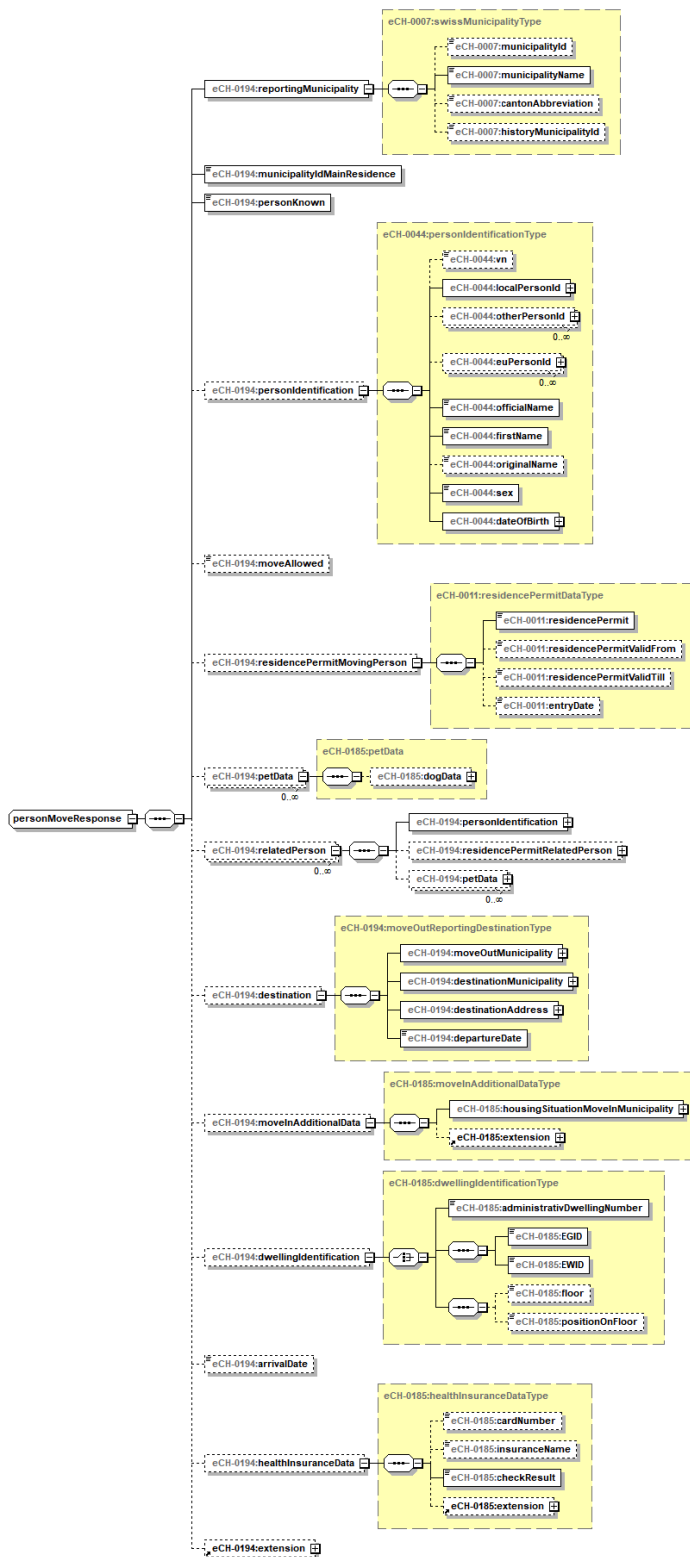 eCH-0007:swissMunicipalityType
eCH-0007:municipalityId
eCH-0007:municipalityName
eCH-0194:reportingMunicipality
eCH-0007:cantonAbbreviation
eCH-0007:historyMunicipalityId
eCH-0194:municipalityIdMainResidence
eCH-0194:personKnown
eCH-0044:personIdentificationType
eCH-0044:vn
eCH-0044:localPersonId
eCH-0044:otherPersonId
0..∞
eCH-0044:euPersonId
0..∞
eCH-0194:personIdentification
eCH-0044:officialName
eCH-0044:firstName
eCH-0044:originalName
eCH-0044:sex
eCH-0044:dateOfBirth
eCH-0194:moveAllowed
eCH-0011:residencePermitDataType
eCH-0011:residencePermit
eCH-0011:residencePermitValidFrom
eCH-0194:residencePermitMovingPerson
eCH-0011:residencePermitValidTill
eCH-0011:entryDate
eCH-0185:petData
eCH-0194:petData
0..∞
eCH-0185:dogData
personMoveResponse
eCH-0194:personIdentification
eCH-0194:relatedPerson
0..∞
eCH-0194:residencePermitRelatedPerson
eCH-0194:petData
0..∞
eCH-0194:moveOutReportingDestinationType
eCH-0194:moveOutMunicipality
eCH-0194:destinationMunicipality
eCH-0194:destination
eCH-0194:destinationAddress
eCH-0194:departureDate
eCH-0185:moveInAdditionalDataType
eCH-0185:housingSituationMoveInMunicipality
eCH-0194:moveInAdditionalData
eCH-0185:extension
eCH-0185:dwellingIdentificationType
eCH-0185:administrativDwellingNumber
eCH-0185:EGID
eCH-0194:dwellingIdentification
eCH-0185:EWID
eCH-0185:floor
eCH-0185:positionOnFloor
eCH-0194:arrivalDate
eCH-0185:healthInsuranceDataType
eCH-0185:cardNumber
eCH-0185:insuranceName
eCH-0194:healthInsuranceData
eCH-0185:checkResult
eCH-0185:extension
eCH-0194:extension